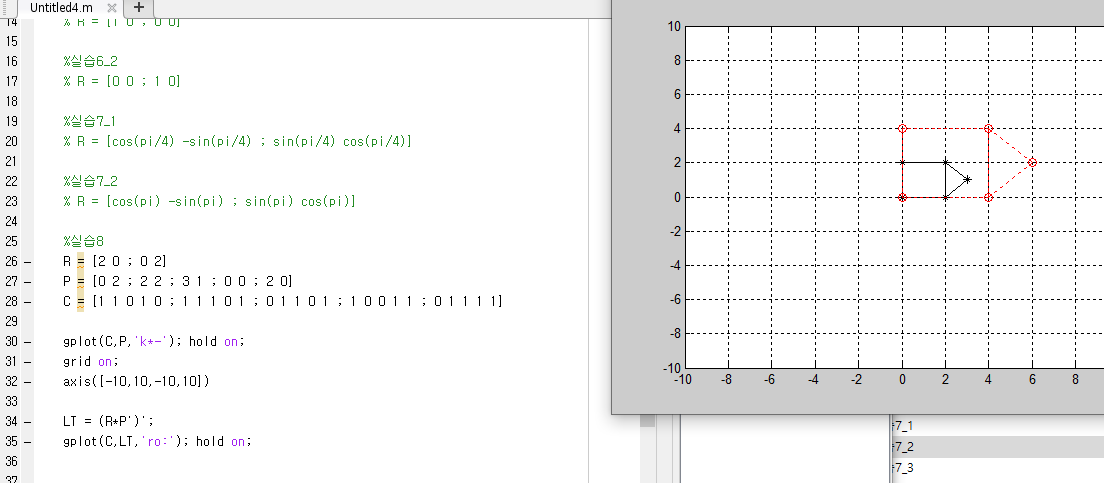 Untitled4.m
14 % R = [1 0 ; 0 0]
15
16 %실습6_2
17 % R = [0 0 ; 1 0]
18
19 %실습7_1
20 % R = [cos(pi/4) -sin(pi/4) ; sin(pi/4) cos(pi/4)]
21
22 %실습7_2
23 % R = [cos(pi) -sin(pi) ; sin(pi) cos(pi)]
24
25 %실습8
26 – R = [2 0 ; 0 2]
27 – P = [0 2 ; 2 2 ; 3 1 ; 0 0 ; 2 0]
28 – C = [1 1 0 1 0 ; 1 1 1 0 1 ; 0 1 1 0 1 ; 1 0 0 1 1 ; 0 1 1 1 1]
29
30 – gplot(C,P,'k*-'); hold on;
31 – grid on;
32 – axis([-10,10,-10,10])
33
34 – LT = (R*P')';
35 – gplot(C,LT,'ro:'); hold on;
36
37
10
8
6
4
2
0
-2
-4
-6
-8
-10
-10 -8 -6 -4 -2 0 2 4 6 8
#7_1
#7_2
#7_3